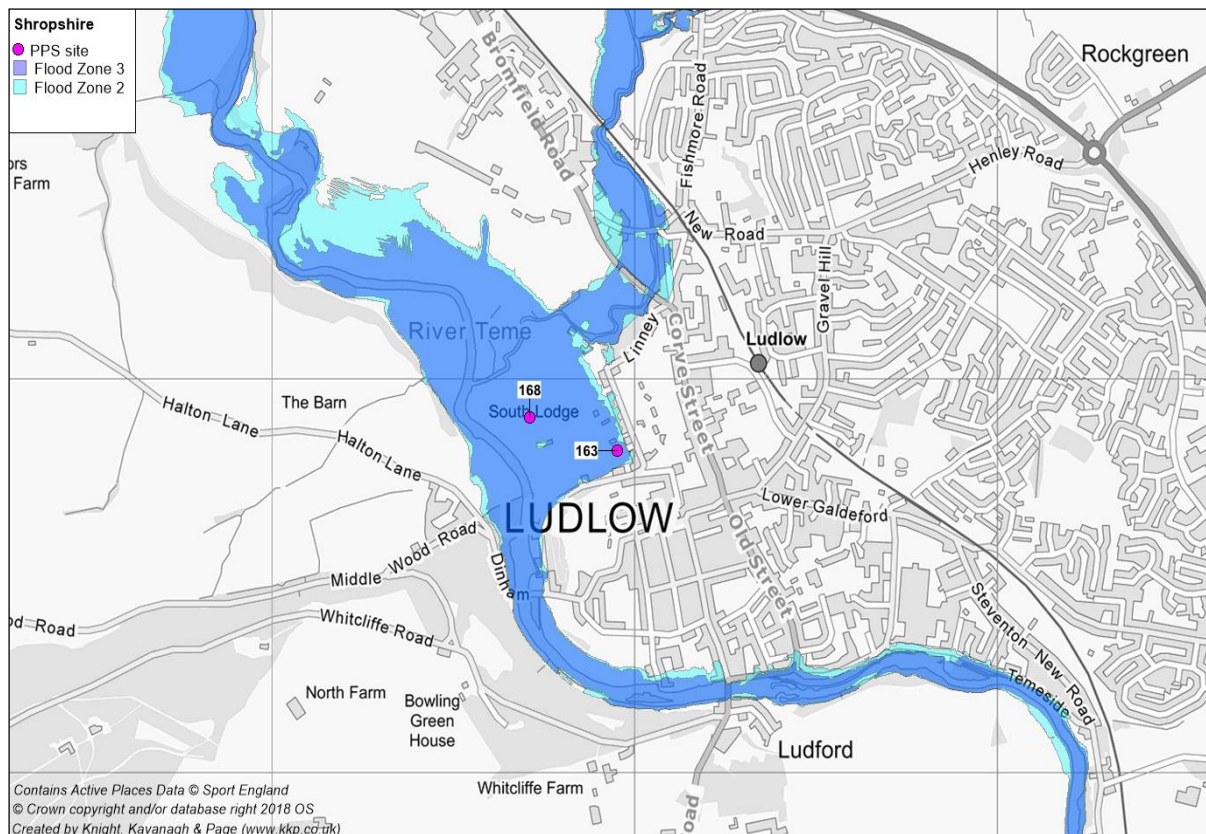 Shropshire
PPS site
Flood Zone 3
Flood Zone 2
Rockgreen
Bromfield Road
Fishmore Road
Henley Road
ors
Farm
New Road
Gravel Hill
River Teme
Linney
Corve Street
Ludlow
168
South Lodge
163
The Barn
Halton Lane
Halton Lane
LUDLOW
Lower Galdeford
Old Street
Middle Wood Road
Dinham
od Road
Whitcliffe Road
Steventon New Road
Temeside
North Farm
Bowling
Green
House
Ludford
Whitcliffe Farm
oad
Contains Active Places Data © Sport England
© Crown copyright and/or database right 2018 OS
Created by Knight, Kavanagh & Page (www.kkp.co.uk)